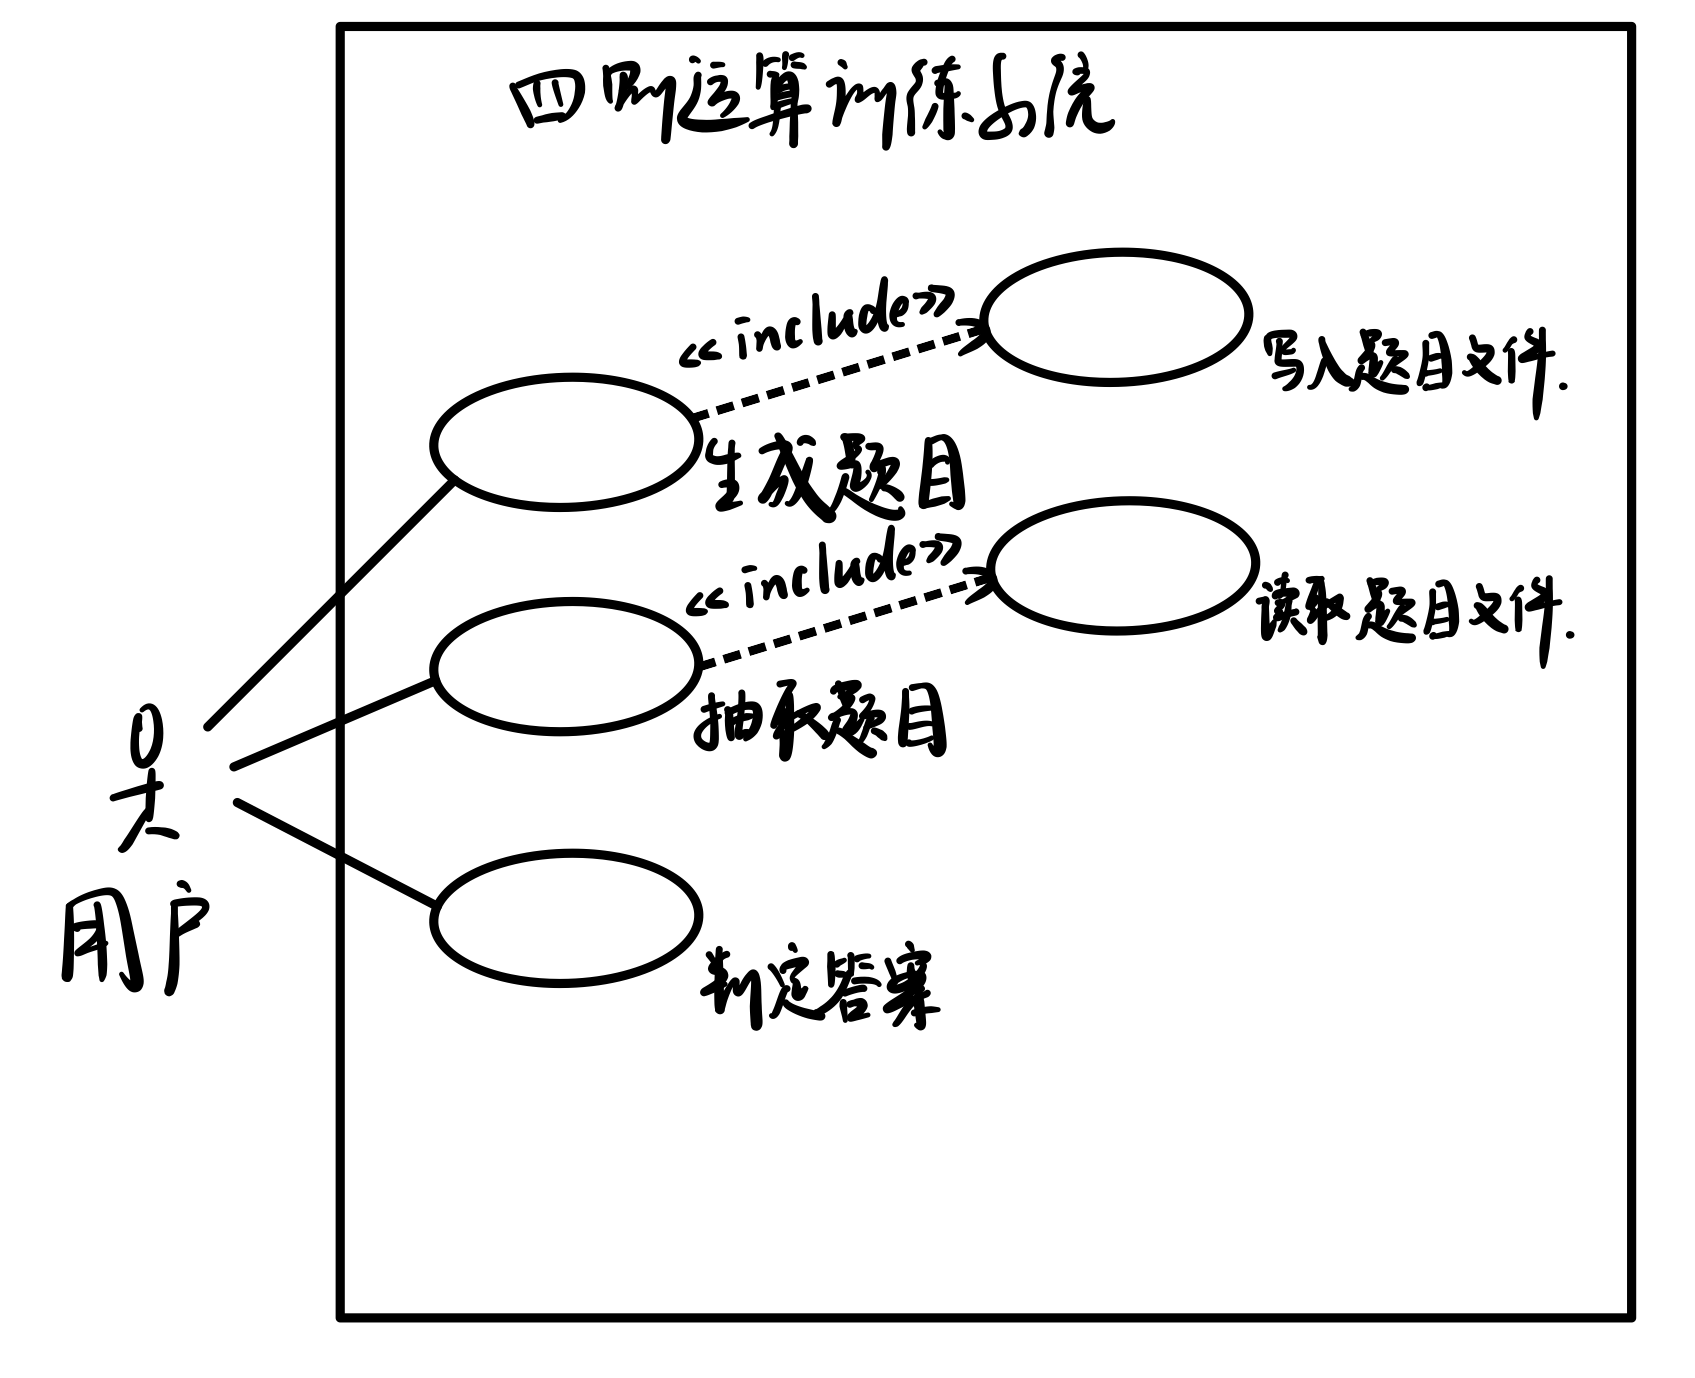 四则运算训练系统
<<include>>
写入题目文件.
生成题目
<<include>>
读取题目文件.
抽取题目
用户
判定答案